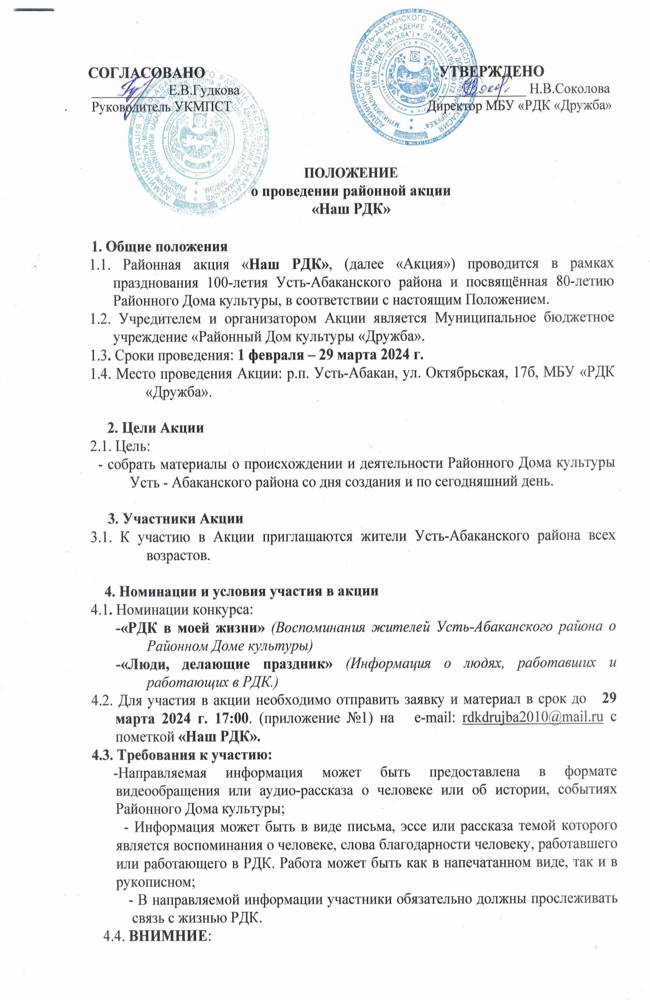 СОГЛАСОВАНО
УТВЕРЖДЕНО
Е.В.Гудкова
Н.В.Соколова
Руководитель УКМПСТ
Директор МБУ «РДК «Дружба»
ПОЛОЖЕНИЕ
о проведении районной акции
«Наш РДК»
1. Общие положения
1.1. Районная акция «Наш РДК», (далее «Акция») проводится в рамках
празднования 100-летия Усть-Абаканского района и посвящённая 80-летию
Районного Дома культуры, в соответствии с настоящим Положением.
1.2. Учредителем и организатором Акции является Муниципальное бюджетное
учреждение «Районный Дом культуры «Дружба».
1.3. Сроки проведения: 1 февраля – 29 марта 2024 г.
1.4. Место проведения Акции: р.п. Усть-Абакан, ул. Октябрьская, 17б, МБУ «РДК
«Дружба».
2. Цели Акции
2.1. Цель:
- собрать материалы о происхождении и деятельности Районного Дома культуры
Усть - Абаканского района со дня создания и по сегодняшний день.
3. Участники Акции
3.1. К участию в Акции приглашаются жители Усть-Абаканского района всех
возрастов.
4. Номинации и условия участия в акции
4.1. Номинации конкурса:
-«РДК в моей жизни» (Воспоминания жителей Усть-Абаканского района о
Районном Доме культуры)
-«Люди, делающие праздник» (Информация о людях, работавших и
работающих в РДК.)
4.2. Для участия в акции необходимо отправить заявку и материал в срок до 29
марта 2024 г. 17:00. (приложение №1) на e-mail: rdkdrujba2010@mail.ru с
пометкой «Наш РДК».
4.3. Требования к участию:
-Направляемая информация может быть предоставлена в формате
видеообращения или аудио-рассказа о человеке или об истории, событиях
Районного Дома культуры;
- Информация может быть в виде письма, эссе или рассказа темой которого
является воспоминания о человеке, слова благодарности человеку, работавшего
или работающего в РДК. Работа может быть как в напечатанном виде, так и в
рукописном;
- В направляемой информации участники обязательно должны прослеживать
связь с жизнью РДК.
4.4. ВНИМНИЕ: